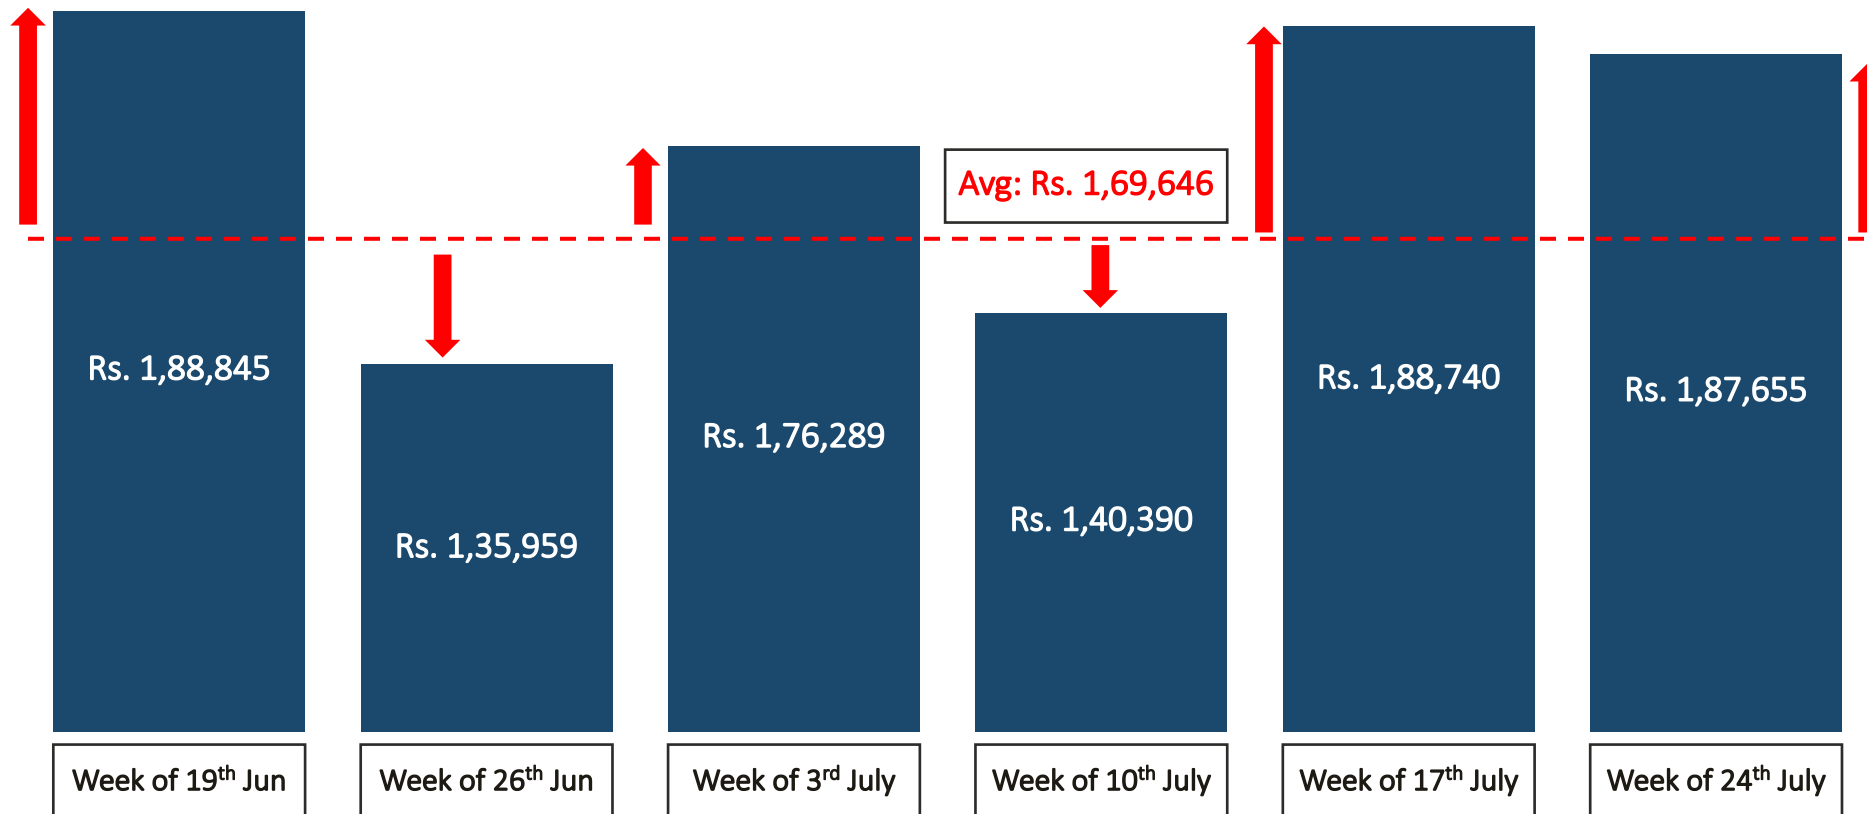 Avg: Rs. 1,69,646
Rs. 1,88,845
Rs. 1,35,959
Rs. 1,76,289
Rs. 1,40,390
Rs. 1,88,740
Rs. 1,87,655
Week of 19th Jun
Week of 26th Jun
Week of 3rd July
Week of 10th July
Week of 17th July
Week of 24th July